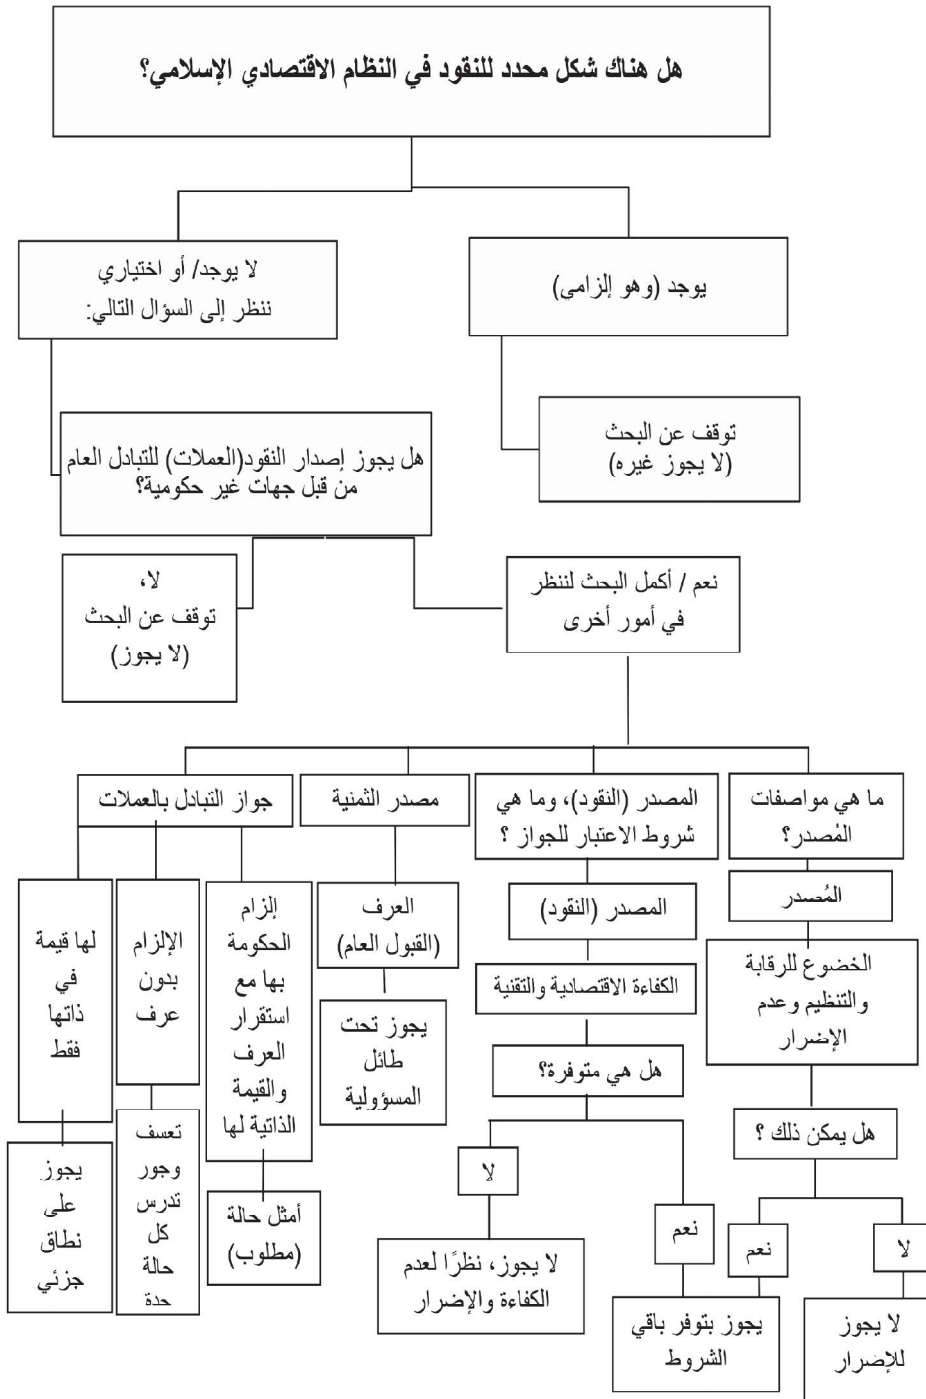 هل هناك شكل محدد للنقود في النظام الاقتصادي الإسلامي؟
يوجد (وهو إلزامي)
لا يوجد/ أو اختياري
ننظر إلى السؤال التالي:
توقف عن البحث
(لا يجوز غيره)
هل يجوز إصدار النقود(العملات) للتبادل العام
من قبل جهات غير حكومية؟
نعم / أكمل البحث لننظر
في أمور أخرى
لا،
توقف عن البحث
(لا يجوز)
ما هي مواصفات
المُصدر؟
المصدر (النقود)، وما هي
شروط الاعتبار للجواز ؟
مصدر الثمنية
جواز التبادل بالعملات
المُصدر
الخضوع للرقابة
والتنظيم وعدم
الإضرار
هل يمكن ذلك ؟
لا
نعم
لا يجوز
للإضرار
المصدر (النقود)
الكفاءة الاقتصادية والتقنية
هل هي متوفرة؟
نعم
لا
يجوز بتوفر باقي
الشروط
لا يجوز، نظرًا لعدم
الكفاءة والإضرار
العرف
(القبول العام)
يجوز تحت
طائل
المسؤولية
إلزام
الحكومة
بها مع
استقرار
العرف
والقيمة
الذاتية لها
أمثل حالة
(مطلوب)
الإلزام
بدون
عرف
تعسف
وجور
تدرس
كل
حالة
حدة
لها قيمة
في
ذاتها
فقط
يجوز
على
نطاق
جزئي